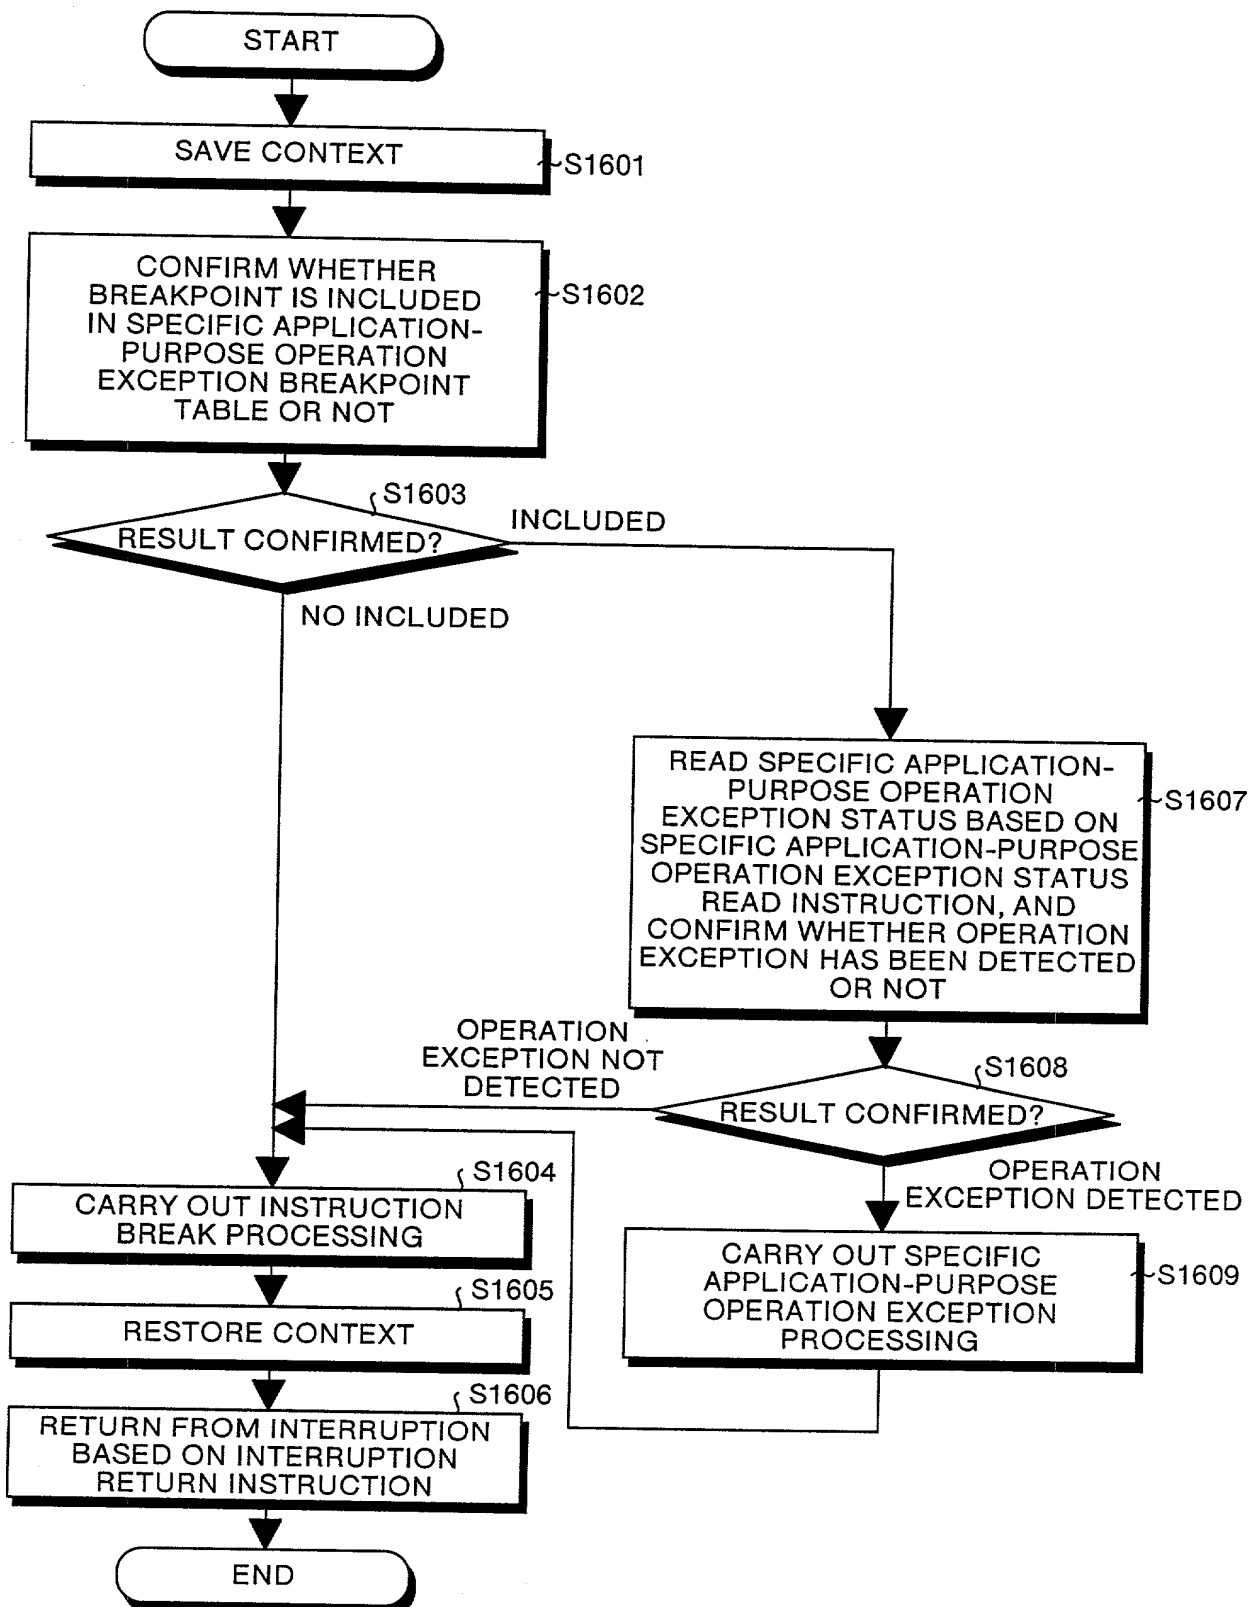 START
SAVE CONTEXT
S1601
CONFIRM WHETHER
BREAKPOINT IS INCLUDED
IN SPECIFIC APPLICATION-
PURPOSE OPERATION
EXCEPTION BREAKPOINT
TABLE OR NOT
S1602
S1603
RESULT CONFIRMED?
INCLUDED
NO INCLUDED
READ SPECIFIC APPLICATION-
PURPOSE OPERATION
EXCEPTION STATUS BASED ON
SPECIFIC APPLICATION-PURPOSE
OPERATION EXCEPTION STATUS
READ INSTRUCTION, AND
CONFIRM WHETHER OPERATION
EXCEPTION HAS BEEN DETECTED
OR NOT
S1607
OPERATION
EXCEPTION NOT
DETECTED
S1608
RESULT CONFIRMED?
OPERATION
EXCEPTION DETECTED
S1604
CARRY OUT INSTRUCTION
BREAK PROCESSING
CARRY OUT SPECIFIC
APPLICATION-PURPOSE
OPERATION EXCEPTION
PROCESSING
S1609
S1605
RESTORE CONTEXT
S1606
RETURN FROM INTERRUPTION
BASED ON INTERRUPTION
RETURN INSTRUCTION
END